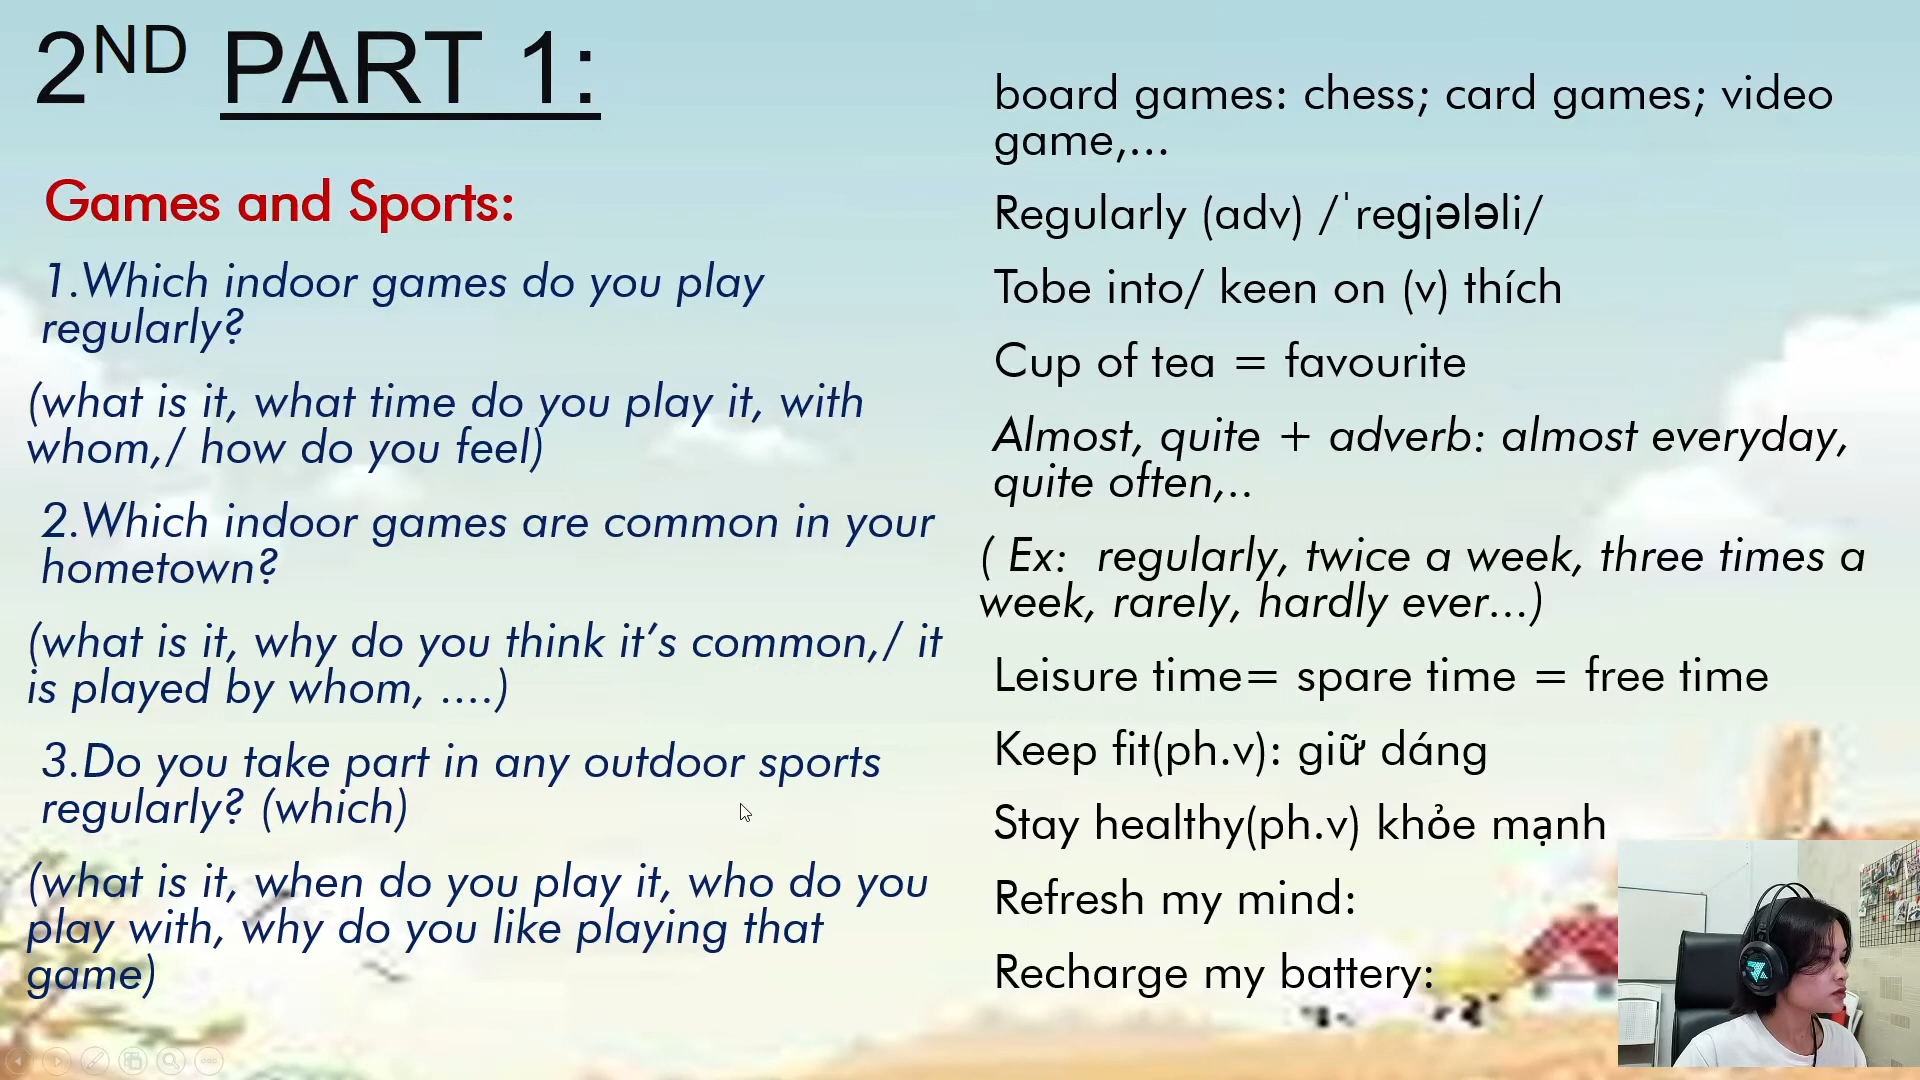 2ND PART 1:
Games and Sports:
1.Which indoor games do you play
regularly?
(what is it, what time do you play it, with
whom,/ how do you feel)
2.Which indoor games are common in your
hometown?
(what is it, why do you think it’s common,/ it
is played by whom, ....)
3.Do you take part in any outdoor sports
regularly? (which)
(what is it, when do you play it, who do you
play with, why do you like playing that
game)
board games: chess; card games; video
game,...
Regularly (adv) /ˈreɡjələli/
Tobe into/ keen on (v) thích
Cup of tea = favourite
Almost, quite + adverb: almost everyday,
quite often,..
( Ex:  regularly, twice a week, three times a
week, rarely, hardly ever...)
Leisure time= spare time = free time
Keep fit(ph.v): giữ dáng
Stay healthy(ph.v) khỏe mạnh
Refresh my mind:
Recharge my battery: